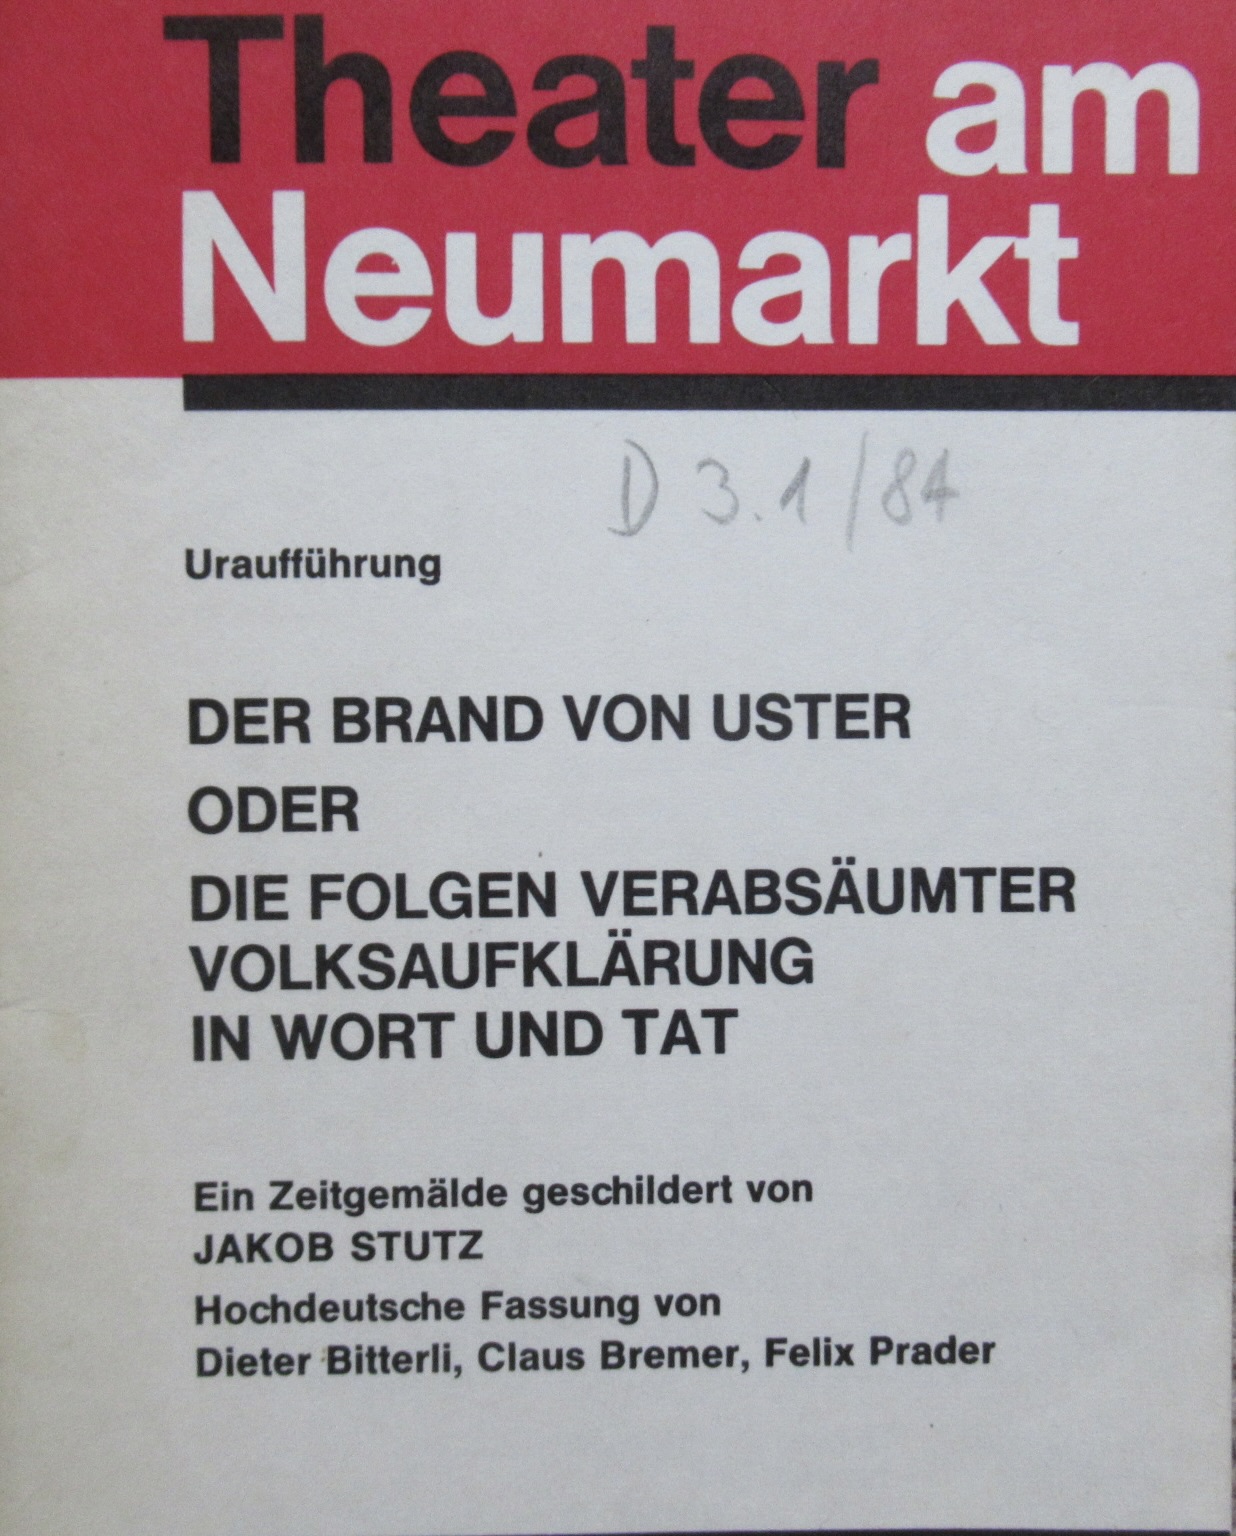 Theater am
Neumarkt
D 3.1/84
Uraufführung
DER BRAND VON USTER
ODER
DIE FOLGEN VERABSÄUMTER
VOLKSAUFKLÄRUNG
IN WORT UND TAT
Ein Zeitgemälde geschildert von
JAKOB STUTZ
Hochdeutsche Fassung von
Dieter Bitterli, Claus Bremer, Felix Prader